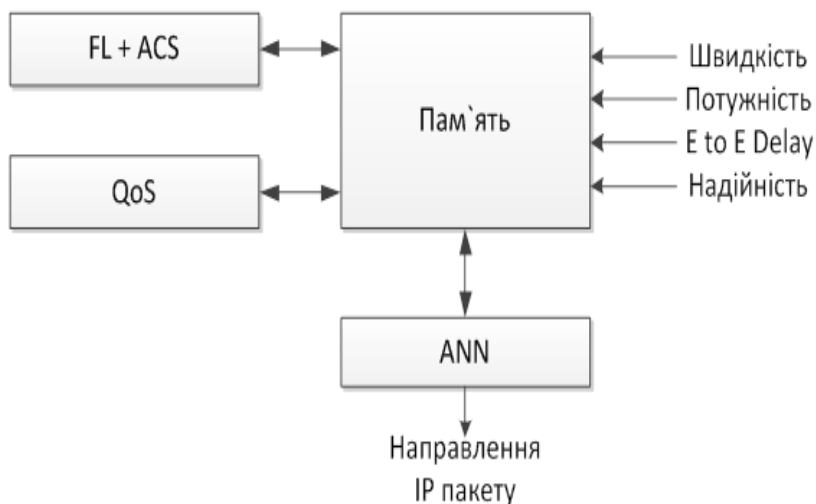 FL + ACS
QoS
Пам`ять
Швидкість
Потужність
E to E Delay
Надійність
ANN
Направлення
IP пакету